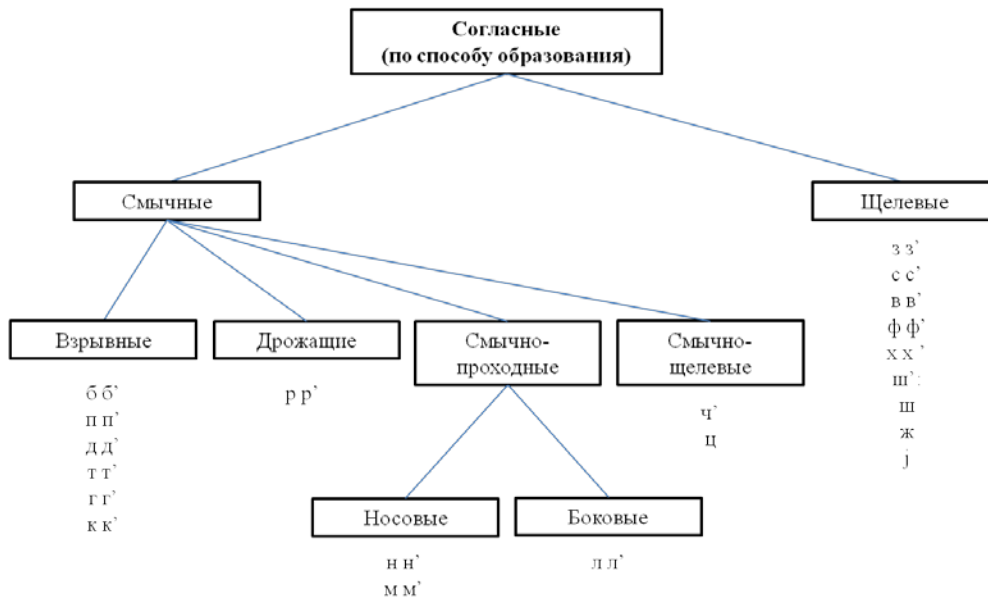 Согласные
(по способу образования)
Смычные
Щелевые
з з’
с с’
в в’
ф ф’
х х ’
ш’ :
ш
ж
j
Взрывные
Дрожащие
Смычно-
проходные
Смычно-
щелевые
б б’
п п’
д д’
т т’
г г’
к к’
р р’
ч’
ц
Носовые
Боковые
н н’
м м’
л л’